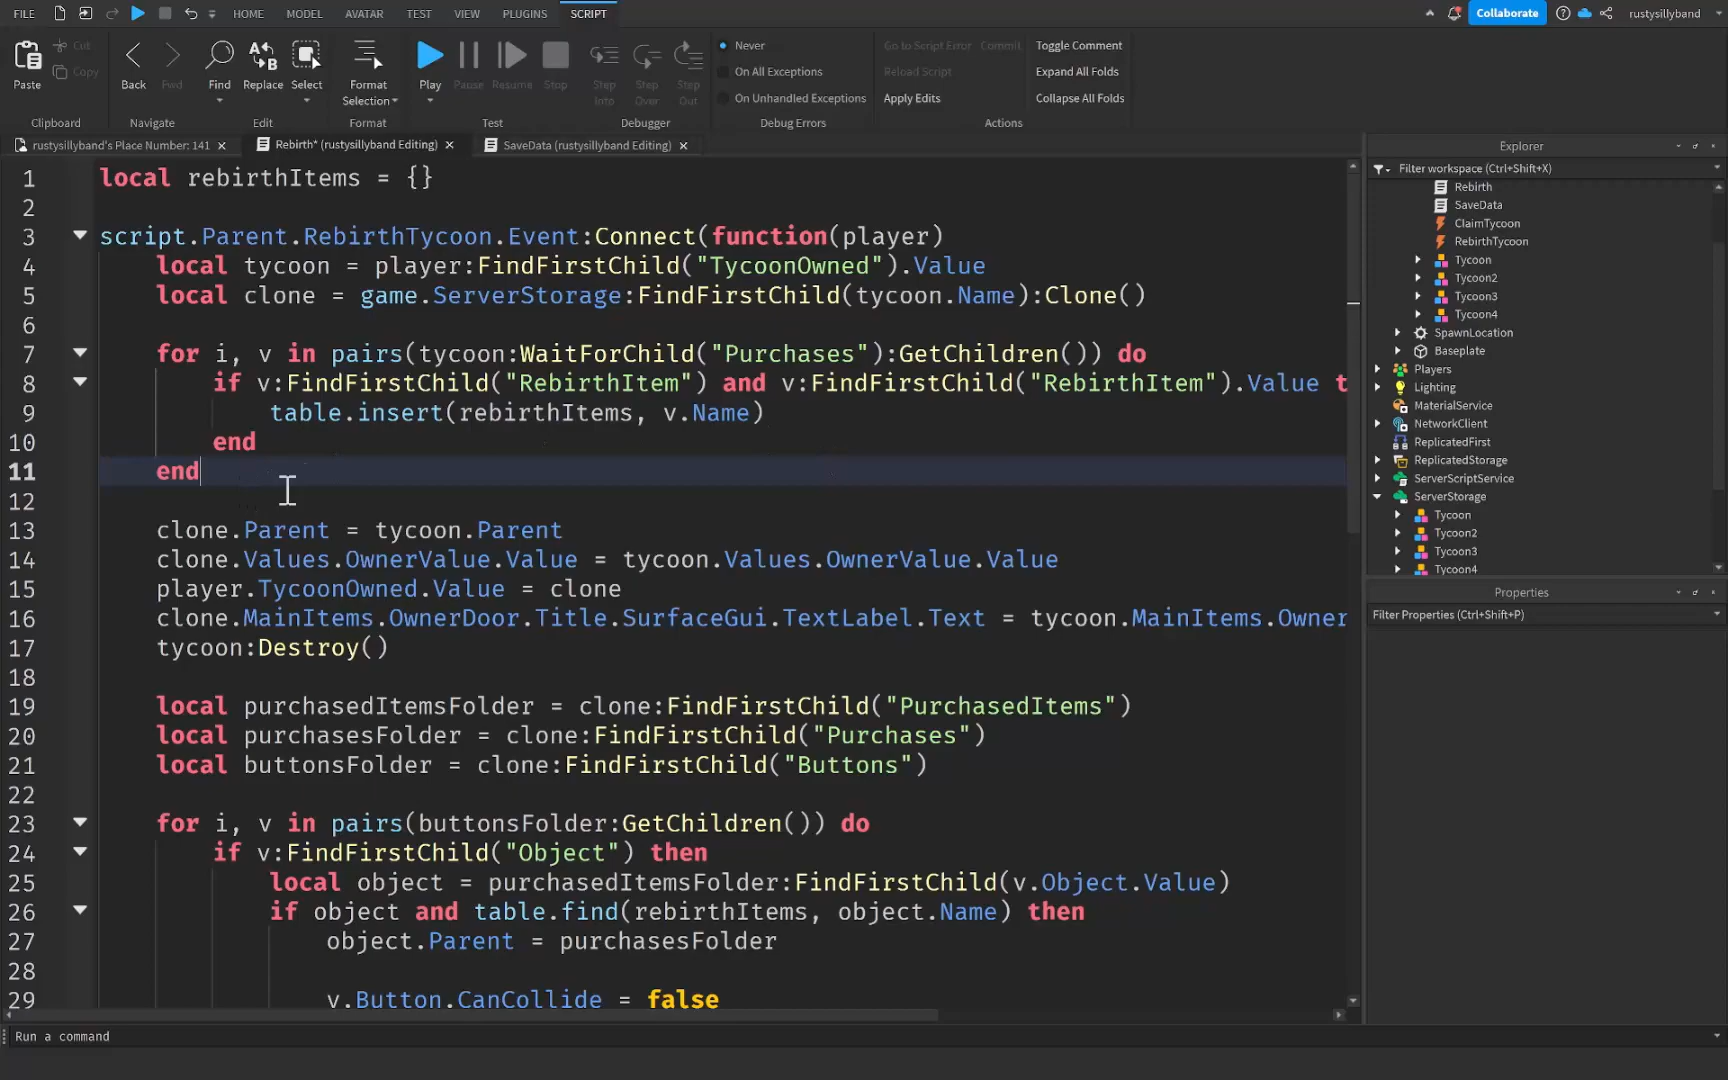 FILE HOME MODEL AVATAR TEST VIEW PLUGINS SCRIPT Collaborate rustysillyband
Paste Cut Copy Back Fwd Find Replace Select Format Selection Play Pause Resume Stop Step Into Step Over Step Out
Never
On All Exceptions
On Unhandled Exceptions
Go to Script Error Commit
Reload Script
Apply Edits
Toggle Comment
Expand All Folds
Collapse All Folds
Clipboard Navigate Edit Format Test Debugger Debug Errors Actions
rustysillyband's Place Number: 141 Rebirth* (rustysillyband Editing) SaveData (rustysillyband Editing)
1 local rebirthItems = {}
2
3 script.Parent.RebirthTycoon.Event:Connect(function(player)
4 local tycoon = player:FindFirstChild("TycoonOwned").Value
5 local clone = game.ServerStorage:FindFirstChild(tycoon.Name):Clone()
6
7 for i, v in pairs(tycoon:WaitForChild("Purchases"):GetChildren()) do
8 if v:FindFirstChild("RebirthItem") and v:FindFirstChild("RebirthItem").Value t
9 table.insert(rebirthItems, v.Name)
10 end
11 end
12
13 clone.Parent = tycoon.Parent
14 clone.Values.OwnerValue.Value = tycoon.Values.OwnerValue.Value
15 player.TycoonOwned.Value = clone
16 clone.MainItems.OwnerDoor.Title.SurfaceGui.TextLabel.Text = tycoon.MainItems.Owner
17 tycoon:Destroy()
18
19 local purchasedItemsFolder = clone:FindFirstChild("PurchasedItems")
20 local purchasesFolder = clone:FindFirstChild("Purchases")
21 local buttonsFolder = clone:FindFirstChild("Buttons")
22
23 for i, v in pairs(buttonsFolder:GetChildren()) do
24 if v:FindFirstChild("Object") then
25 local object = purchasedItemsFolder:FindFirstChild(v.Object.Value)
26 if object and table.find(rebirthItems, object.Name) then
27 object.Parent = purchasesFolder
28
29 v.Button.CanCollide = false
Run a command
Explorer
Filter workspace (Ctrl+Shift+X)
Rebirth
SaveData
ClaimTycoon
RebirthTycoon
Tycoon
Tycoon2
Tycoon3
Tycoon4
SpawnLocation
Baseplate
Players
Lighting
MaterialService
NetworkClient
ReplicatedFirst
ReplicatedStorage
ServerScriptService
ServerStorage
Tycoon
Tycoon2
Tycoon3
Tycoon4
Properties
Filter Properties (Ctrl+Shift+P)